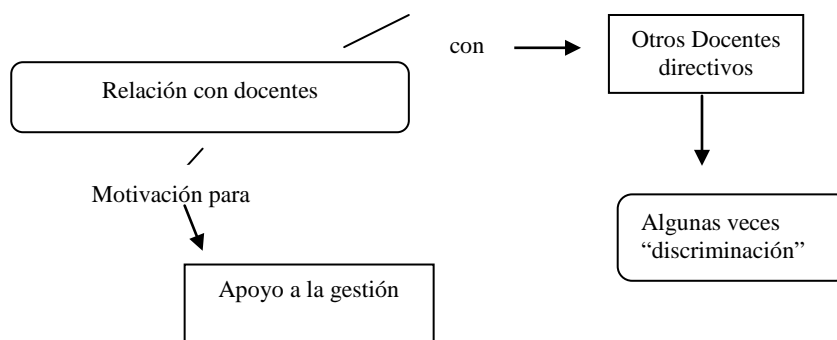 con
Otros Docentes
directivos
Relación con docentes
Motivación para
Algunas veces
“discriminación”
Apoyo a la gestión